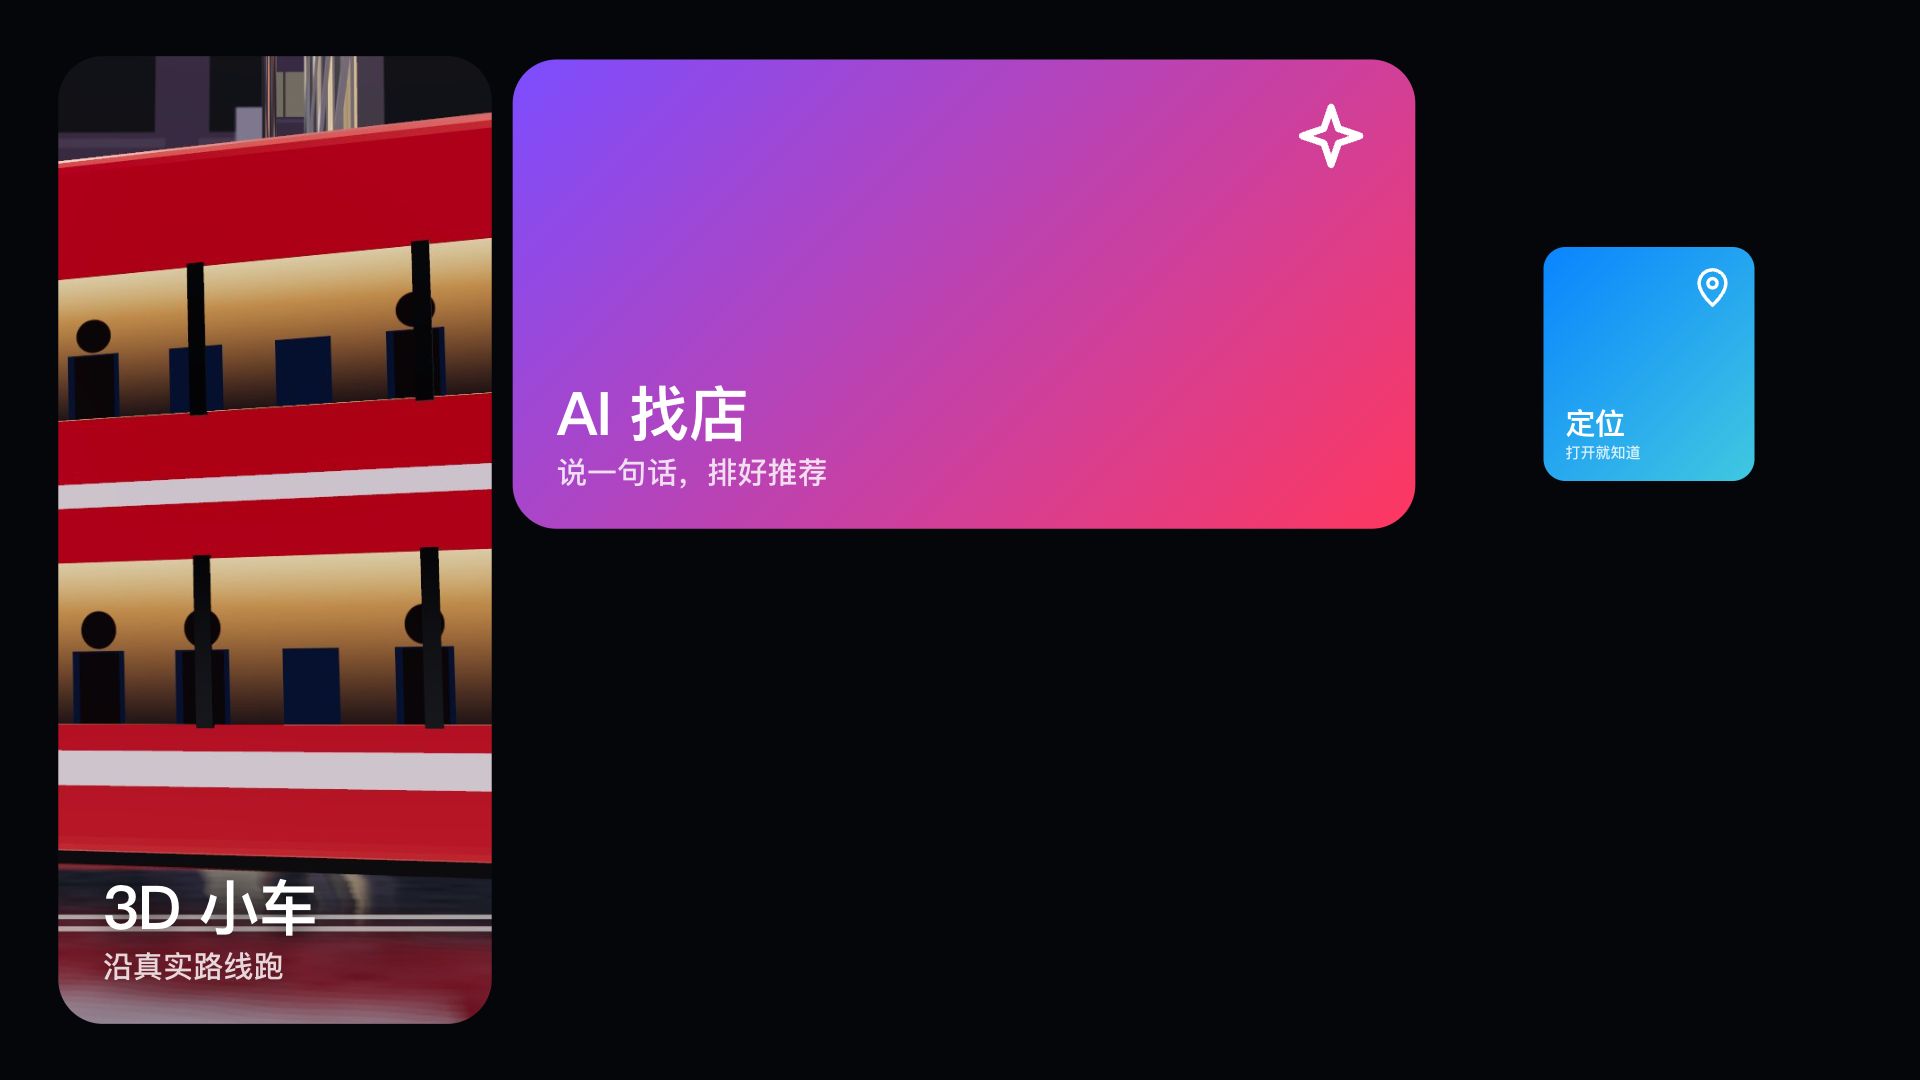 3D 小车
沿真实路线跑
AI 找店
说一句话，排好推荐
定位
打开就知道